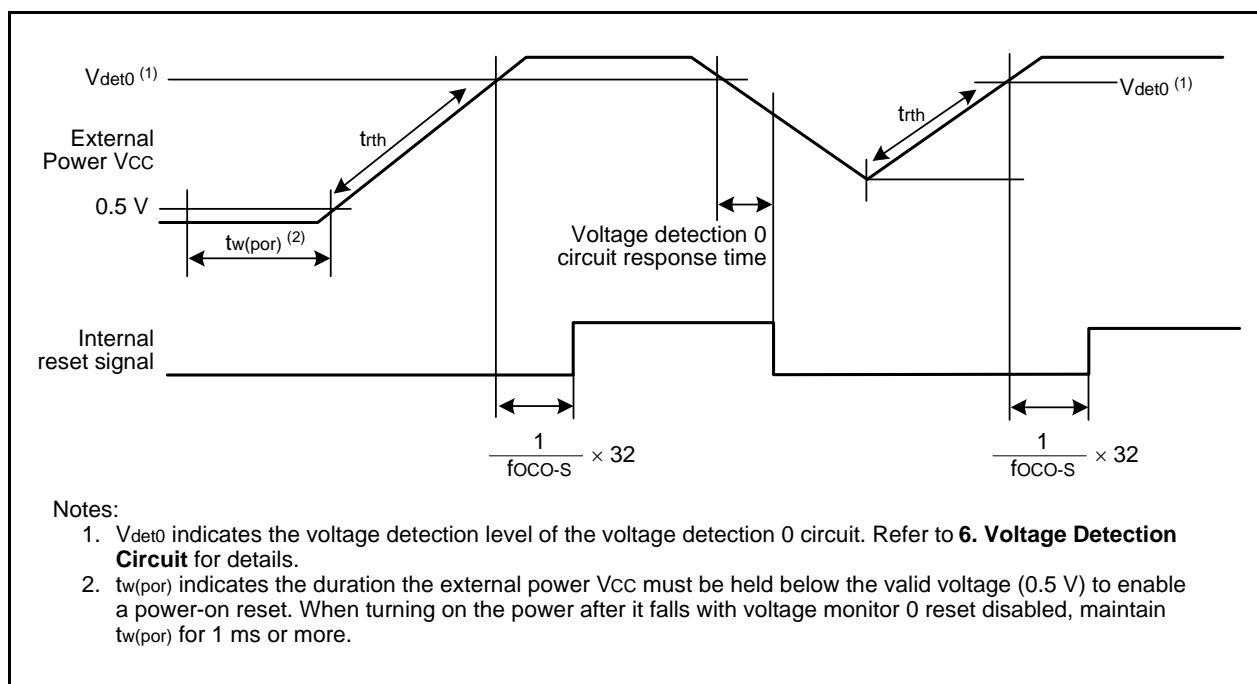 Vdet0 (1)
trth
External
Power VCC
0.5 V
tw(por) (2)
Voltage detection 0
circuit response time
trth
Vdet0 (1)
Internal
reset signal
1
fOCO-S
× 32
1
fOCO-S
× 32
Notes:
1. Vdet0 indicates the voltage detection level of the voltage detection 0 circuit. Refer to 6. Voltage Detection
Circuit for details.
2. tw(por) indicates the duration the external power VCC must be held below the valid voltage (0.5 V) to enable
a power-on reset. When turning on the power after it falls with voltage monitor 0 reset disabled, maintain
tw(por) for 1 ms or more.